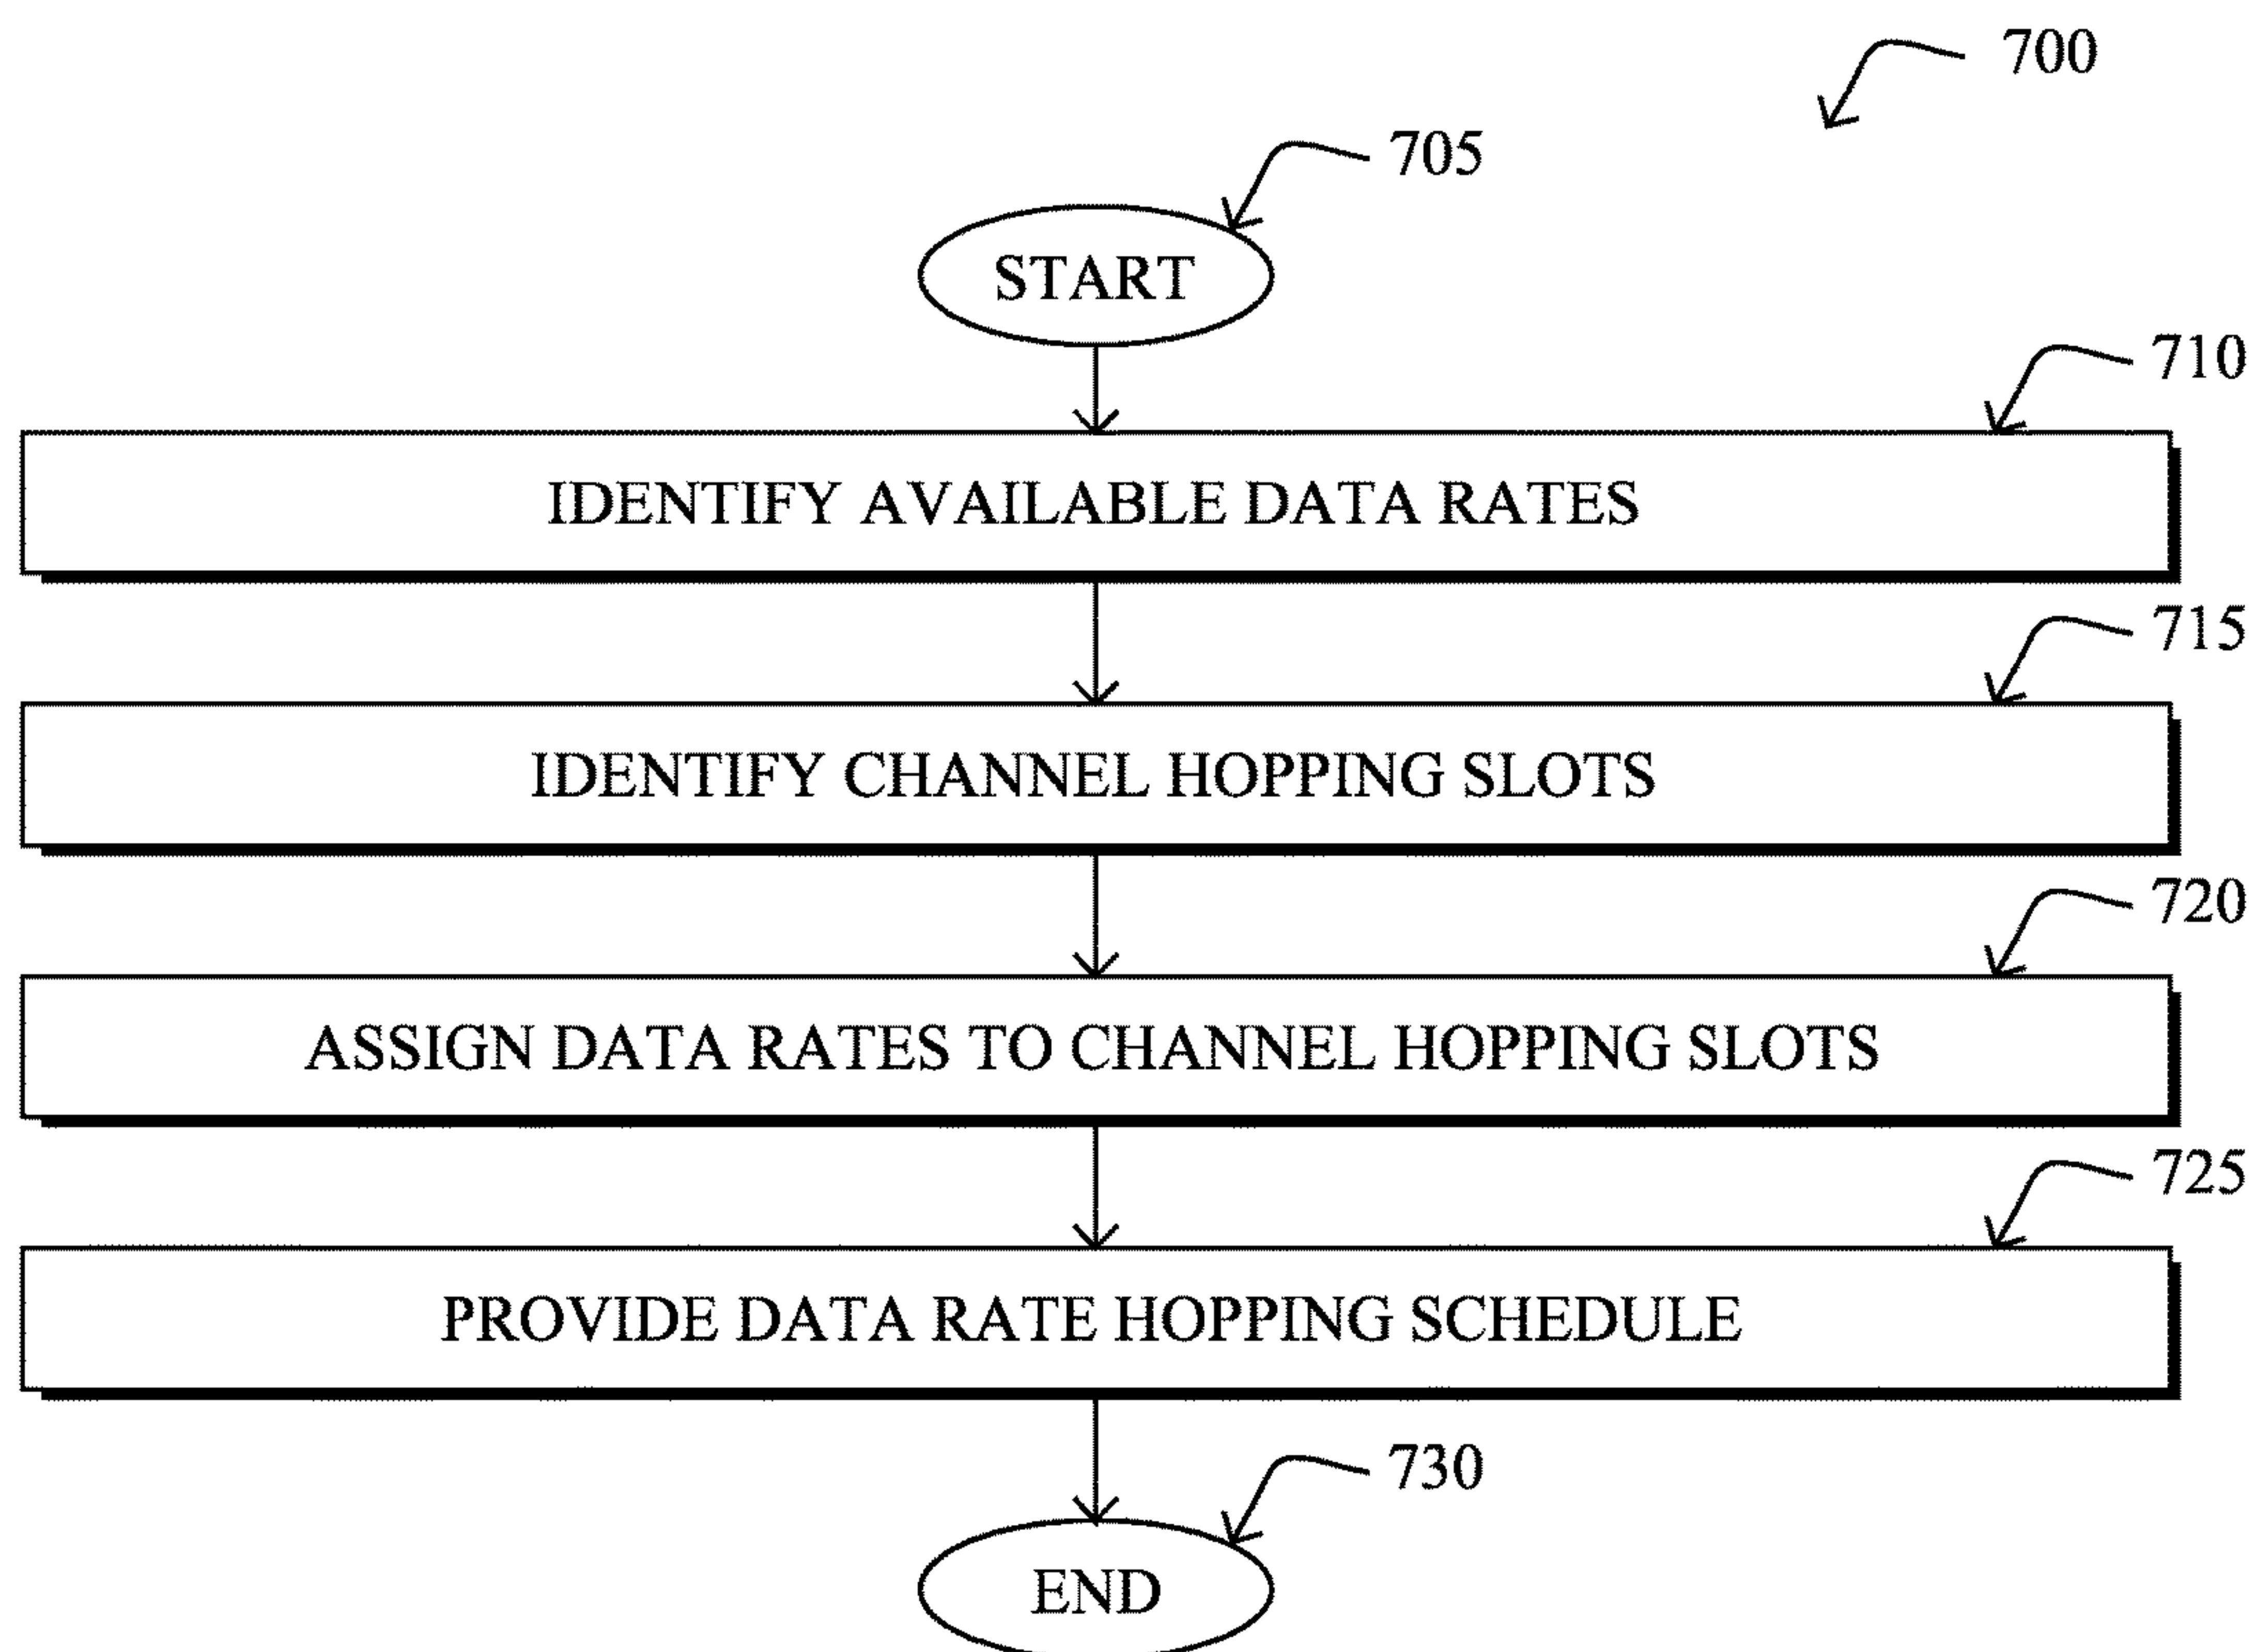 700
705
START
710
IDENTIFY AVAILABLE DATA RATES
715
IDENTIFY CHANNEL HOPPING SLOTS
720
ASSIGN DATA RATES TO CHANNEL HOPPING SLOTS
725
PROVIDE DATA RATE HOPPING SCHEDULE
730
END